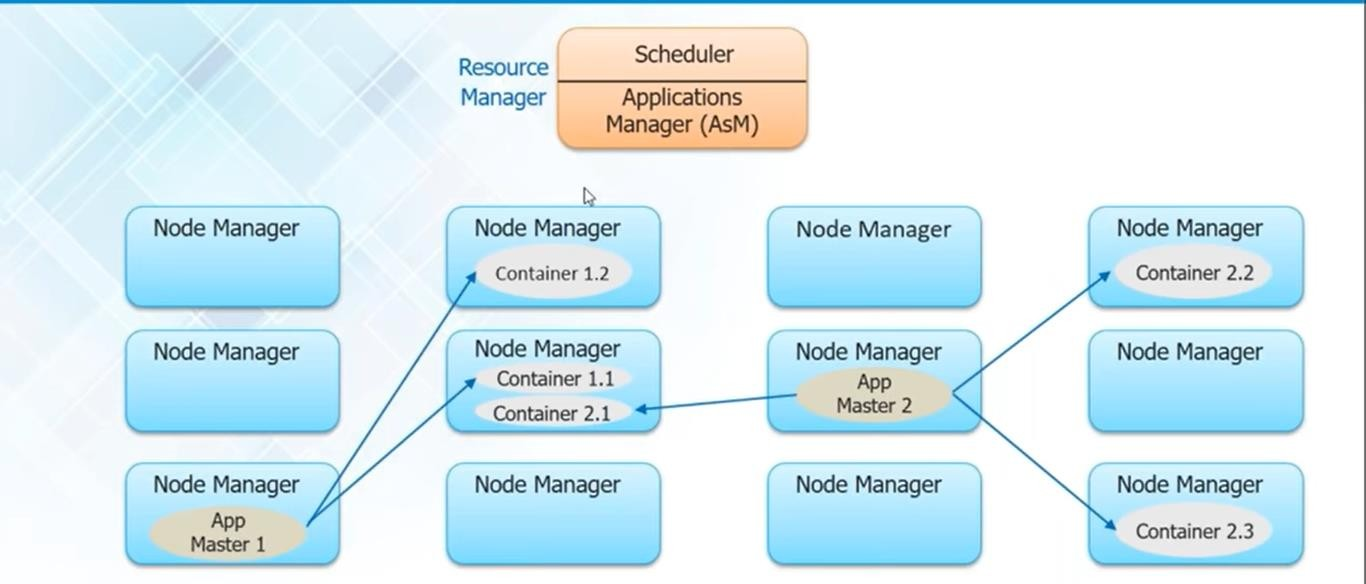 Resource
Manager
Scheduler
Applications
Manager (AsM)
Node Manager
Node Manager
Container 1.2
Node Manager
Node Manager
Container 2.2
Node Manager
Node Manager
Container 1.1
Container 2.1
Node Manager
App
Master 2
Node Manager
Node Manager
App
Master 1
Node Manager
Node Manager
Node Manager
Container 2.3